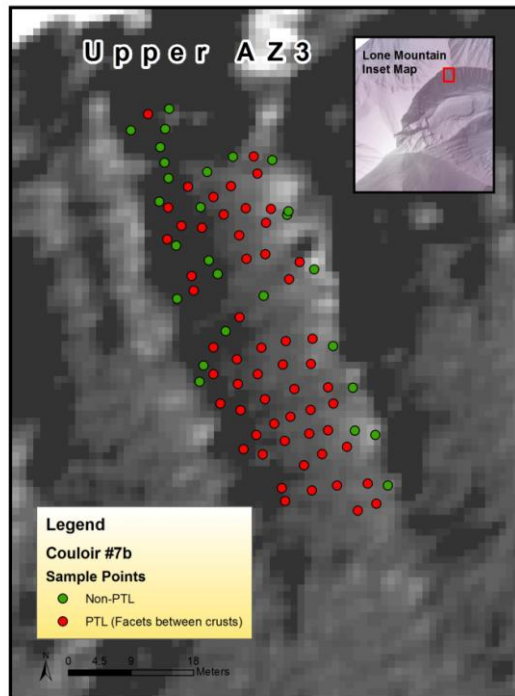 Upper AZ3
Lone Mountain
Inset Map
Legend
Couloir #7b
Sample Points
Non-PTL
PTL (Facets between crusts)
N
0 4.5 9 18
Meters